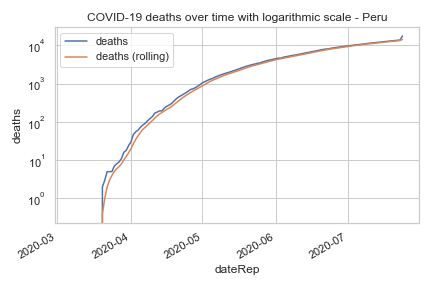 COVID-19 deaths over time with logarithmic scale - Peru
deaths
deaths (rolling)
10⁴
10³
10²
10¹
10⁰
deaths
2020-03
2020-04
2020-05
2020-06
2020-07
dateRep